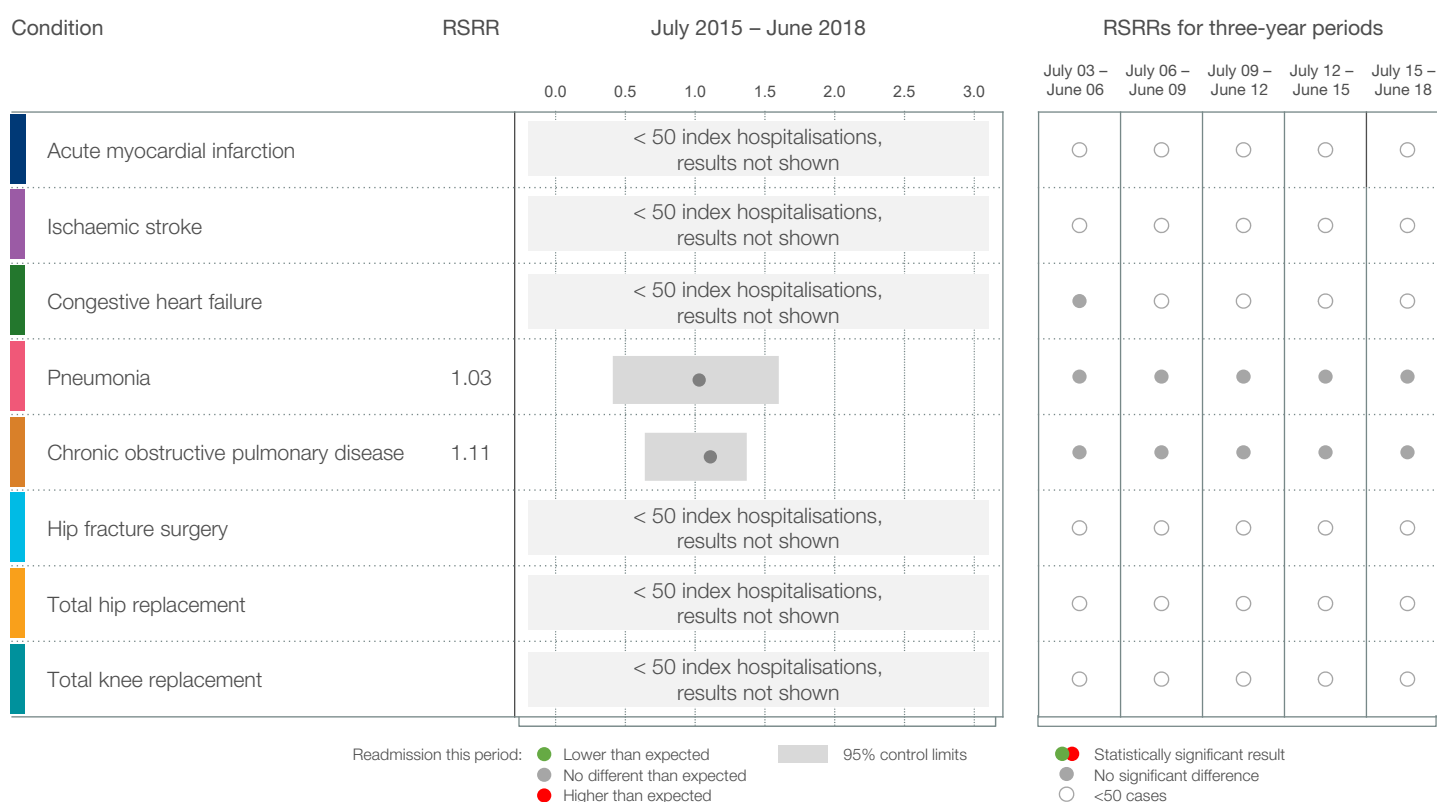 Condition RSRR July 2015 – June 2018 RSRRs for three-year periods
July 03 – July 06 – July 09 – July 12 – July 15 –
June 06 June 09 June 12 June 15 June 18
0.0 0.5 1.0 1.5 2.0 2.5 3.0
Acute myocardial infarction
< 50 index hospitalisations,
results not shown
Ischaemic stroke
< 50 index hospitalisations,
results not shown
Congestive heart failure
< 50 index hospitalisations,
results not shown
Pneumonia 1.03
Chronic obstructive pulmonary disease 1.11
Hip fracture surgery
< 50 index hospitalisations,
results not shown
Total hip replacement
< 50 index hospitalisations,
results not shown
Total knee replacement
< 50 index hospitalisations,
results not shown
Readmission this period: Lower than expected 95% control limits Statistically significant result
No different than expected No significant difference
Higher than expected <50 cases